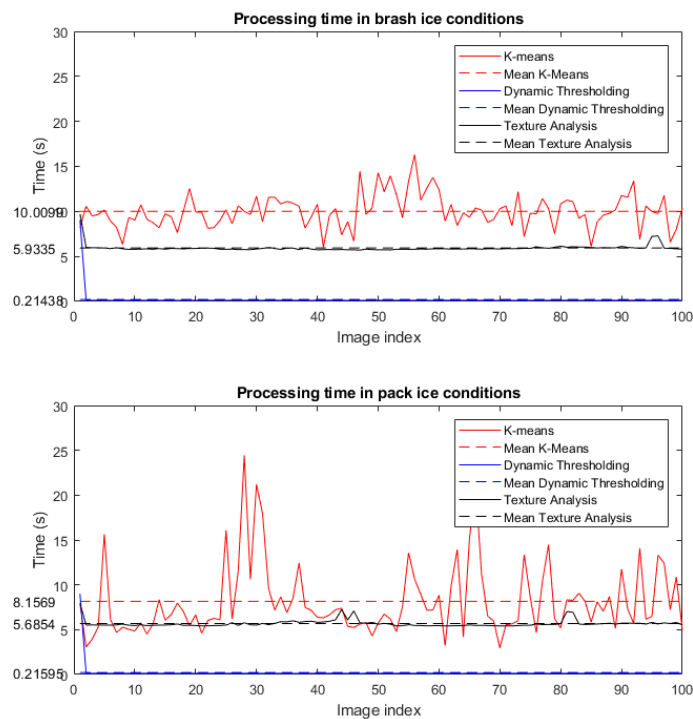 Processing time in brash ice conditions
30
25
20
15
10
5
0
10.0099
5.9335
0.21438
Time (s)
K-means
Mean K-Means
Dynamic Thresholding
Mean Dynamic Thresholding
Texture Analysis
Mean Texture Analysis
0 10 20 30 40 50 60 70 80 90 100
Image index
Processing time in pack ice conditions
30
25
20
15
10
5
0
8.1569
5.6854
0.21595
Time (s)
K-means
Mean K-Means
Dynamic Thresholding
Mean Dynamic Thresholding
Texture Analysis
Mean Texture Analysis
0 10 20 30 40 50 60 70 80 90 100
Image index